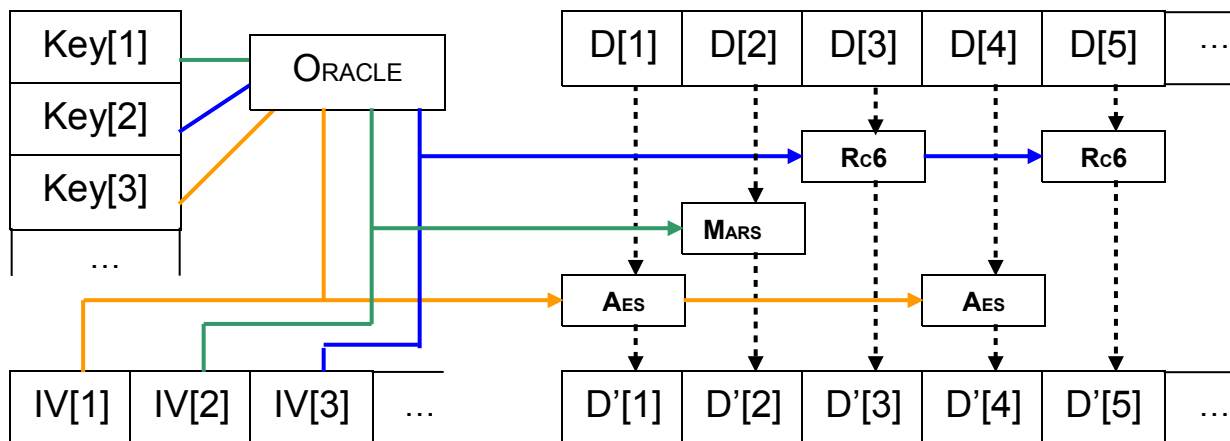 Key[1]
Key[2]
Key[3]
...
ORACLE
D[1] D[2] D[3] D[4] D[5] ...
RC6 RC6
MARS
AES AES
IV[1] IV[2] IV[3] ...
D'[1] D'[2] D'[3] D'[4] D'[5] ...